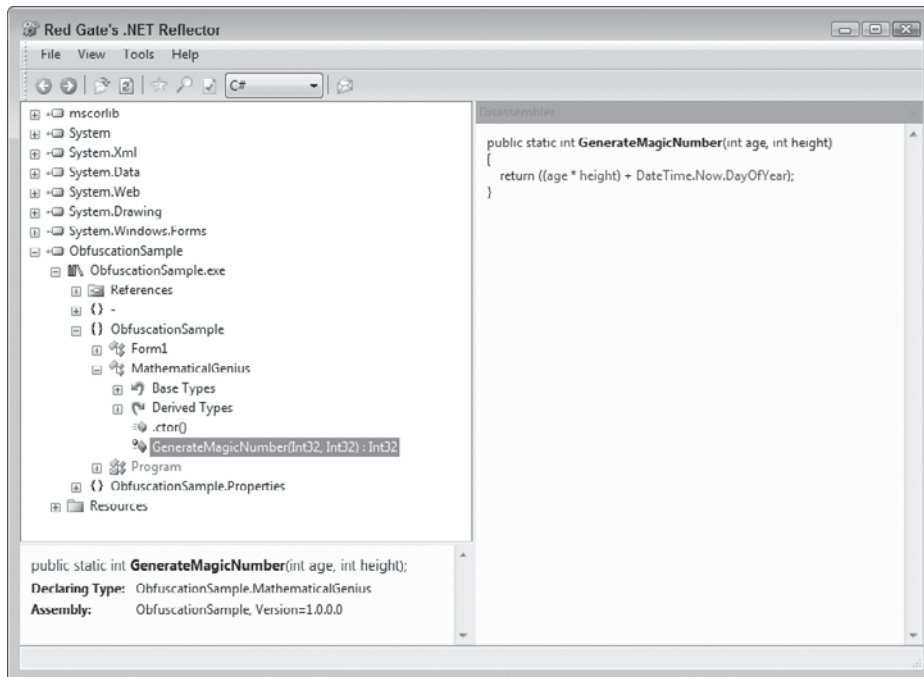 Red Gate's .NET Reflector
File View Tools Help
C#
mscorlib
System
System.Xml
System.Data
System.Web
System.Drawing
System.Windows.Forms
ObfuscationSample
ObfuscationSample.exe
References
{} -
{} ObfuscationSample
Form1
MathematicalGenius
Base Types
Derived Types
.ctor()
GenerateMagicNumber(Int32, Int32) : Int32
Program
{} ObfuscationSample.Properties
Resources
public static int GenerateMagicNumber(int age, int height);
Declaring Type: ObfuscationSample.MathematicalGenius
Assembly: ObfuscationSample, Version=1.0.0.0
Disassembler
public static int GenerateMagicNumber(int age, int height)
{
return ((age * height) + DateTime.Now.DayOfYear);
}